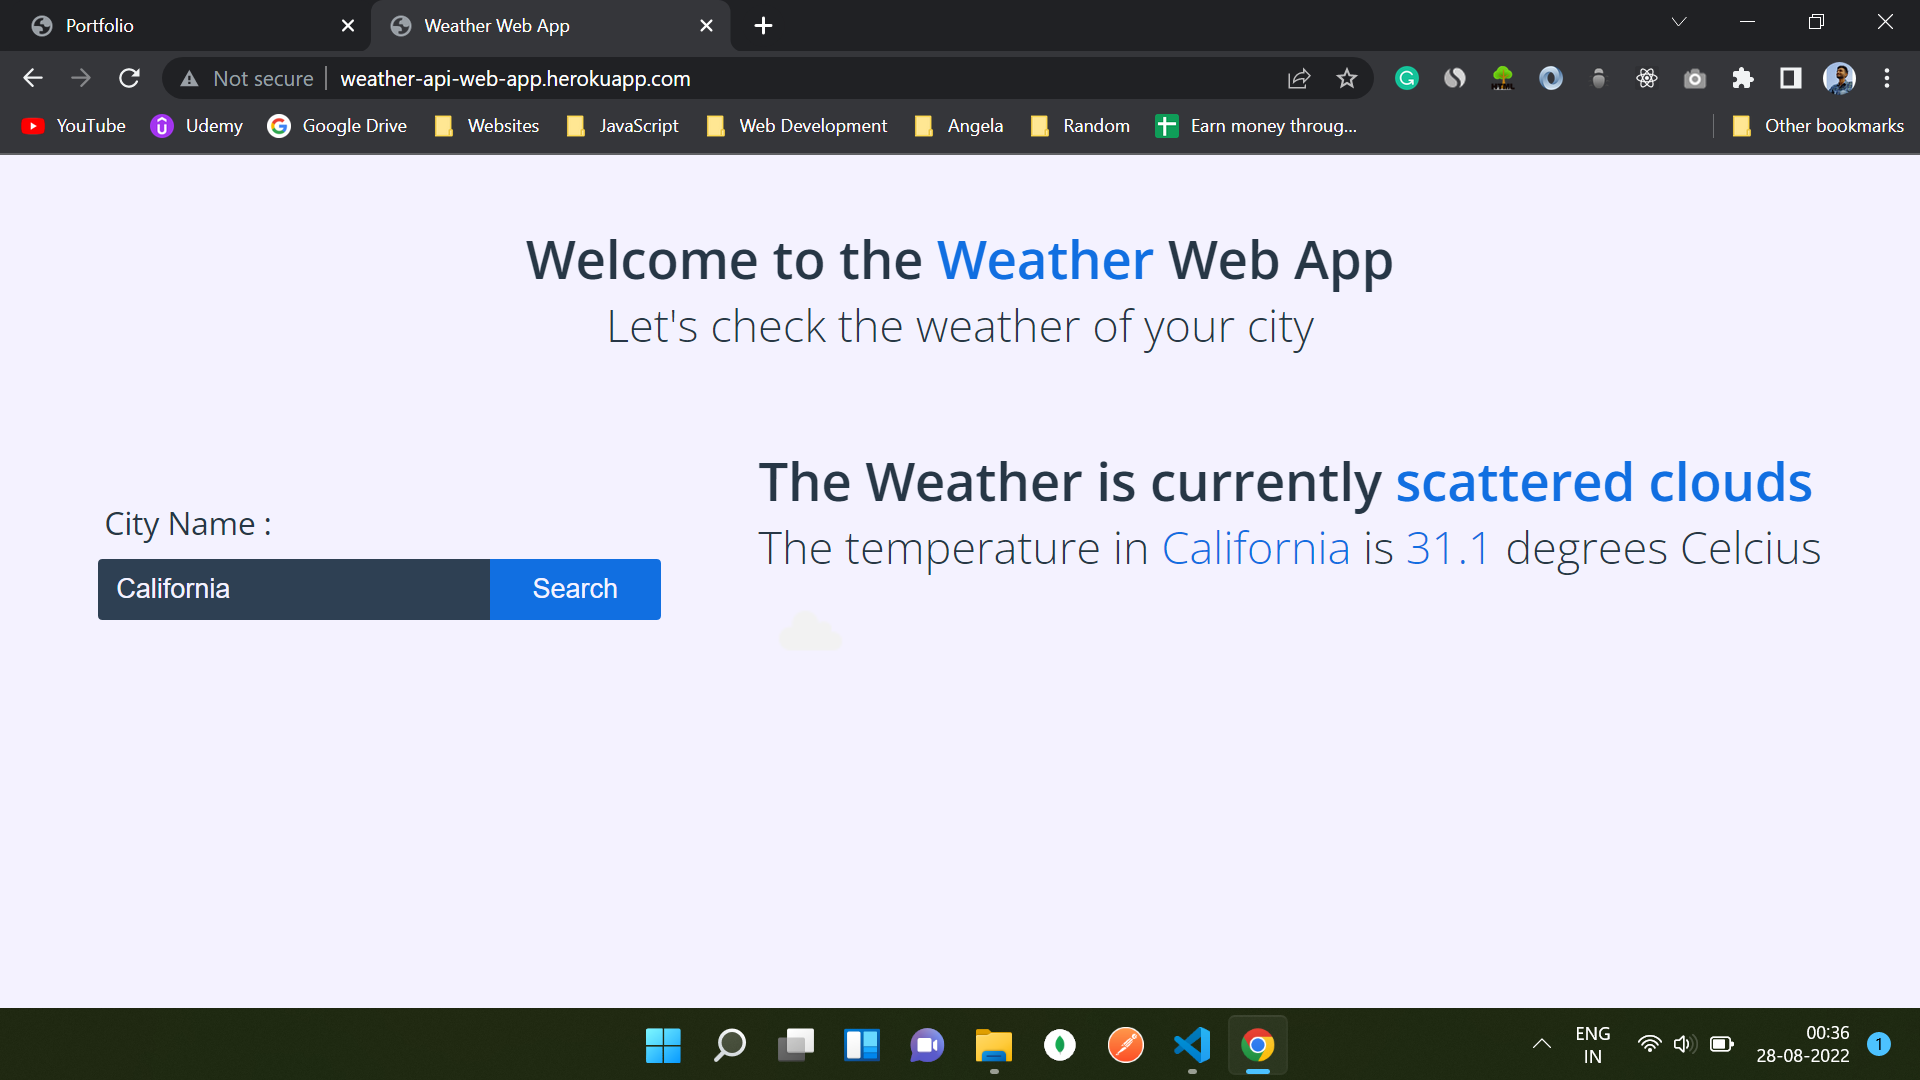 Portfolio
Weather Web App
Not secure
weather-api-web-app.herokuapp.com
YouTube
Udemy
Google Drive
Websites
JavaScript
Web Development
Angela
Random
Earn money throug...
Other bookmarks
Welcome to the Weather Web App
Let's check the weather of your city
City Name :
California
Search
The Weather is currently scattered clouds
The temperature in California is 31.1 degrees Celcius
ENG
IN
00:36
28-08-2022
1